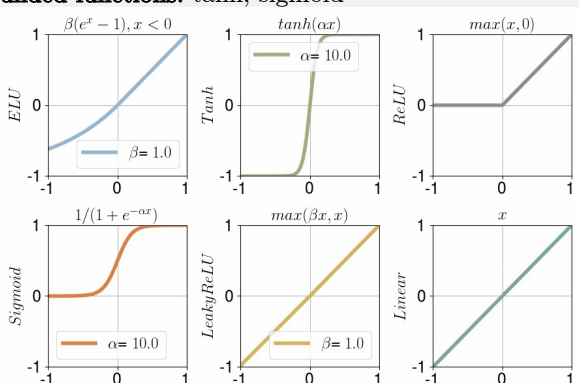 functions: tanh, sigmoid
β(e^x − 1), x < 0
tanh(αx)
max(x, 0)
ELU
1
0
-1
-1 0 1
β= 1.0
Tanh
1
0
-1
-1 0 1
α= 10.0
ReLU
1
0
-1
-1 0 1
1/(1 + e^−αx)
max(βx, x)
x
Sigmoid
1
0
-1
-1 0 1
α= 10.0
LeakyReLU
1
0
-1
-1 0 1
β= 1.0
Linear
1
0
-1
-1 0 1